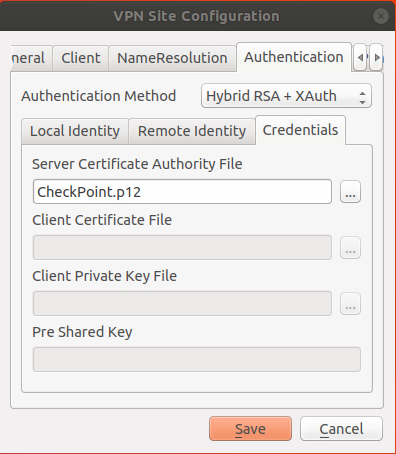 VPN Site Configuration
neral Client NameResolution Authentication
Authentication Method Hybrid RSA + XAuth
Local Identity Remote Identity Credentials
Server Certificate Authority File
CheckPoint.p12 ...
Client Certificate File
...
Client Private Key File
...
Pre Shared Key
Save Cancel